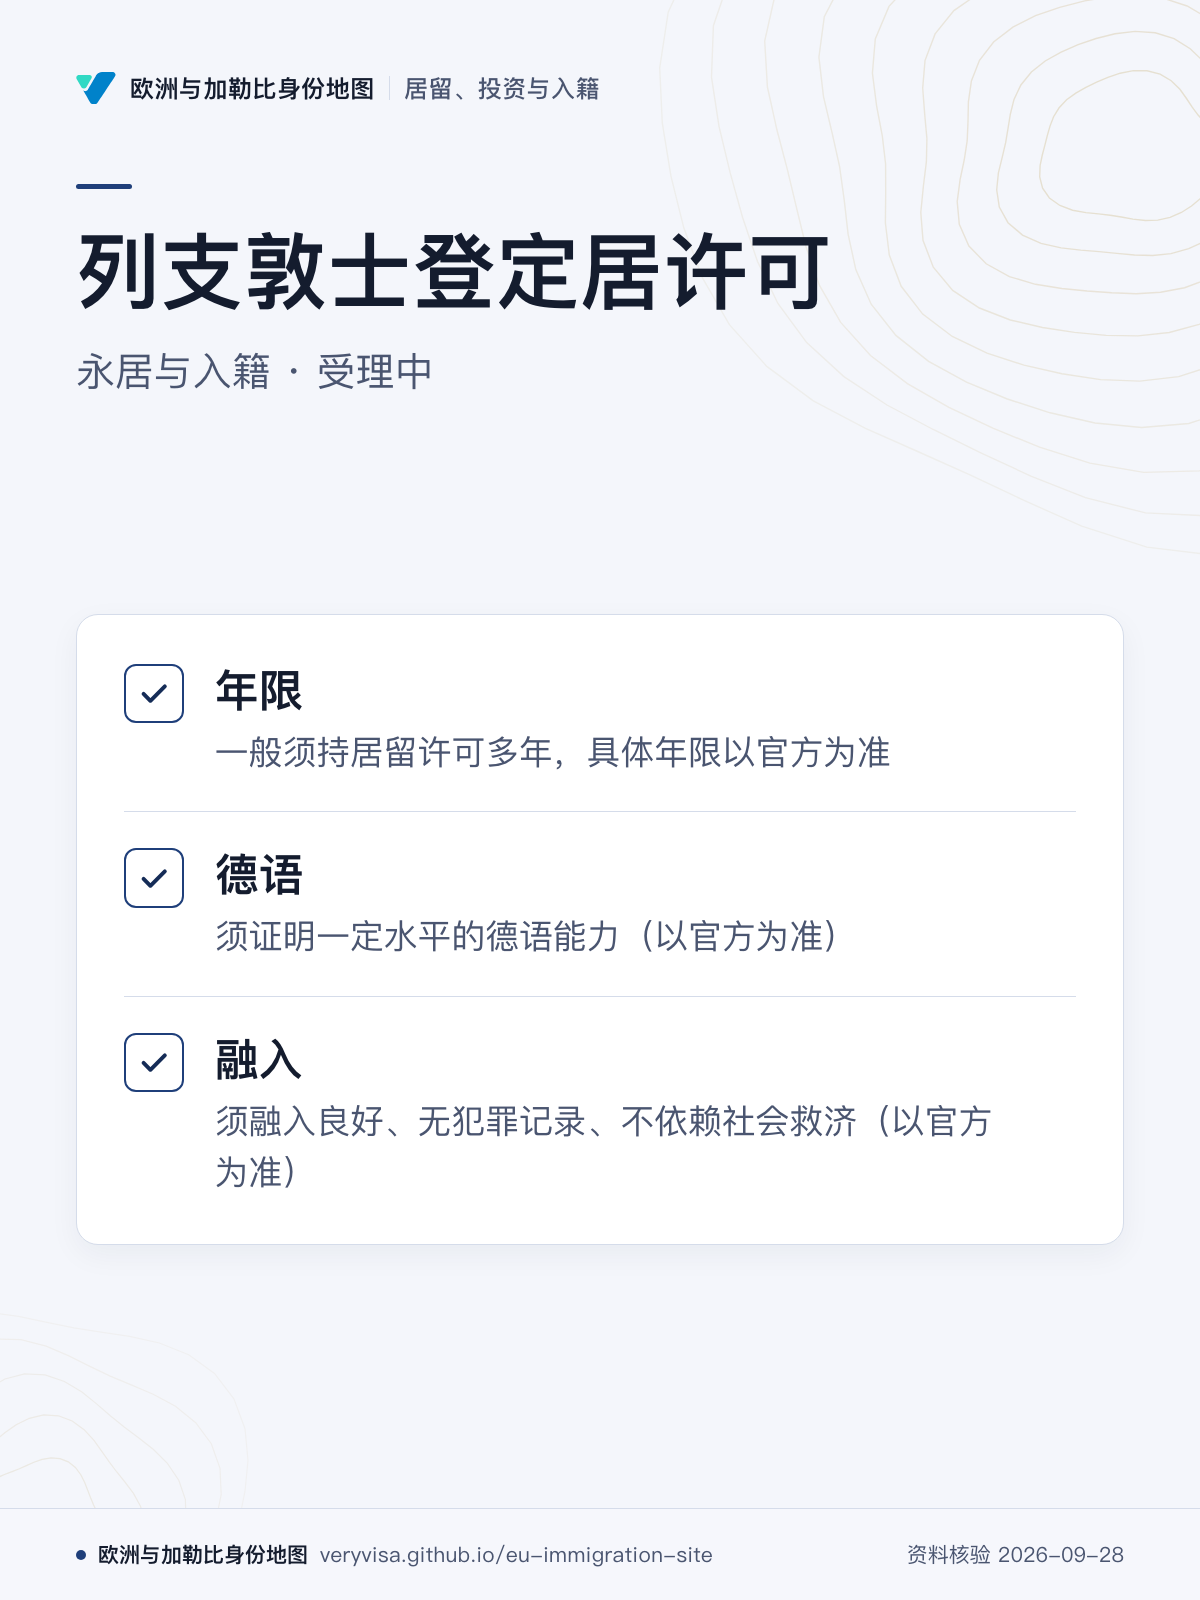 欧洲与加勒比身份地图 居留、投资与入籍
列支敦士登定居许可
永居与入籍 · 受理中
年限
一般须持居留许可多年，具体年限以官方为准
德语
须证明一定水平的德语能力（以官方为准）
融入
须融入良好、无犯罪记录、不依赖社会救济（以官方
为准）
欧洲与加勒比身份地图 veryvisa.github.io/eu-immigration-site 资料核验 2026-09-28